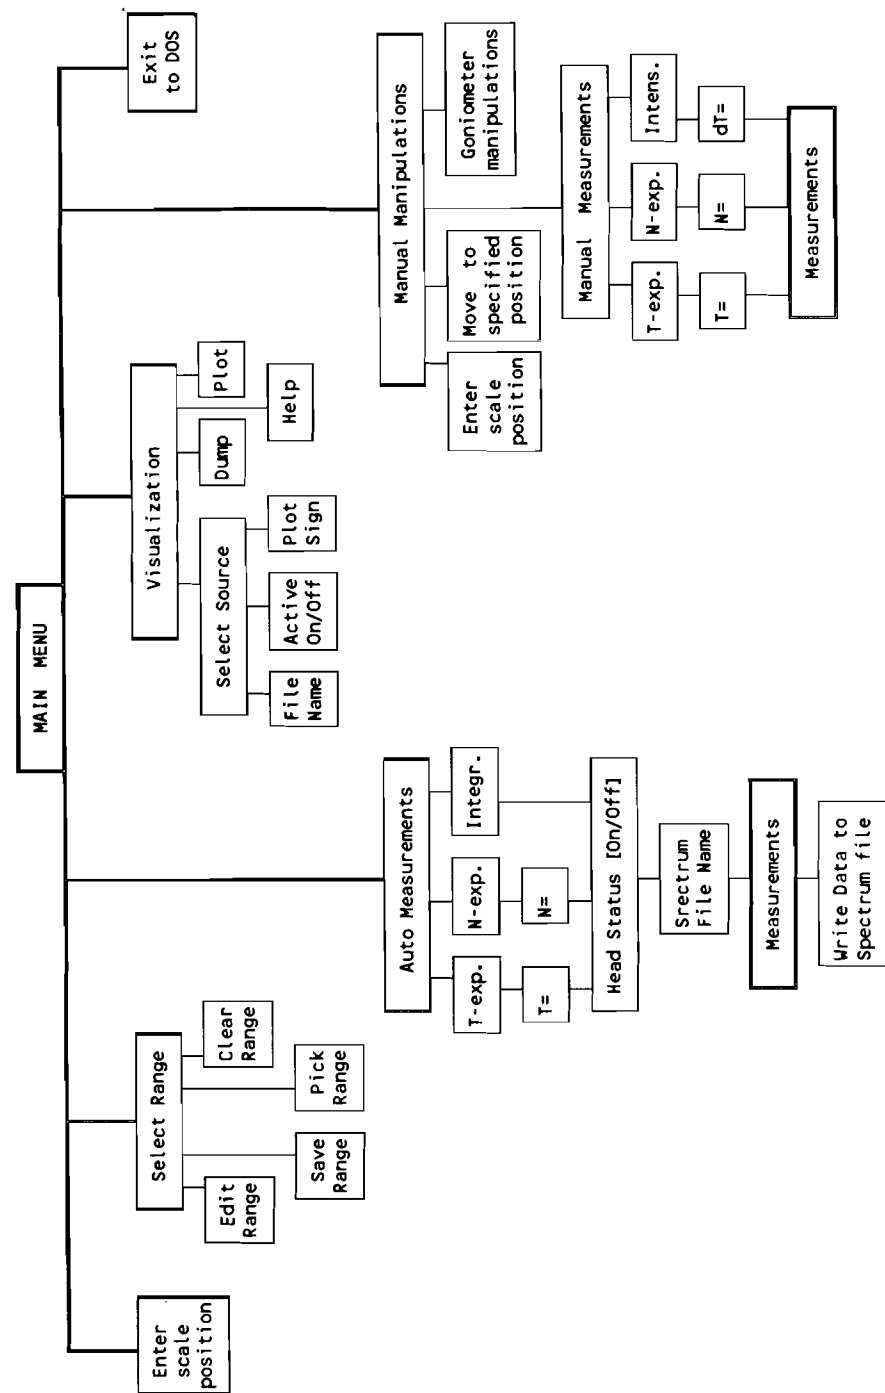 MAIN MENU
Enter
scale
position
Select Range
Edit
Range
Save
Range
Pick
Range
Clear
Range
Auto Measurements
T-exp.
N-exp.
Integr.
T=
N=
Head Status [On/Off]
Srectrum
File Name
Measurements
Write Data to
Spectrum file
Visualization
Select Source
Dump
Help
Plot
File
Name
Active
On/Off
Plot
Sign
Manual Manipulations
Enter
scale
position
Move to
specified
position
Goniometer
manipulations
Manual Measurements
T-exp.
N-exp.
Intens.
T=
N=
dT=
Measurements
Exit
to DOS